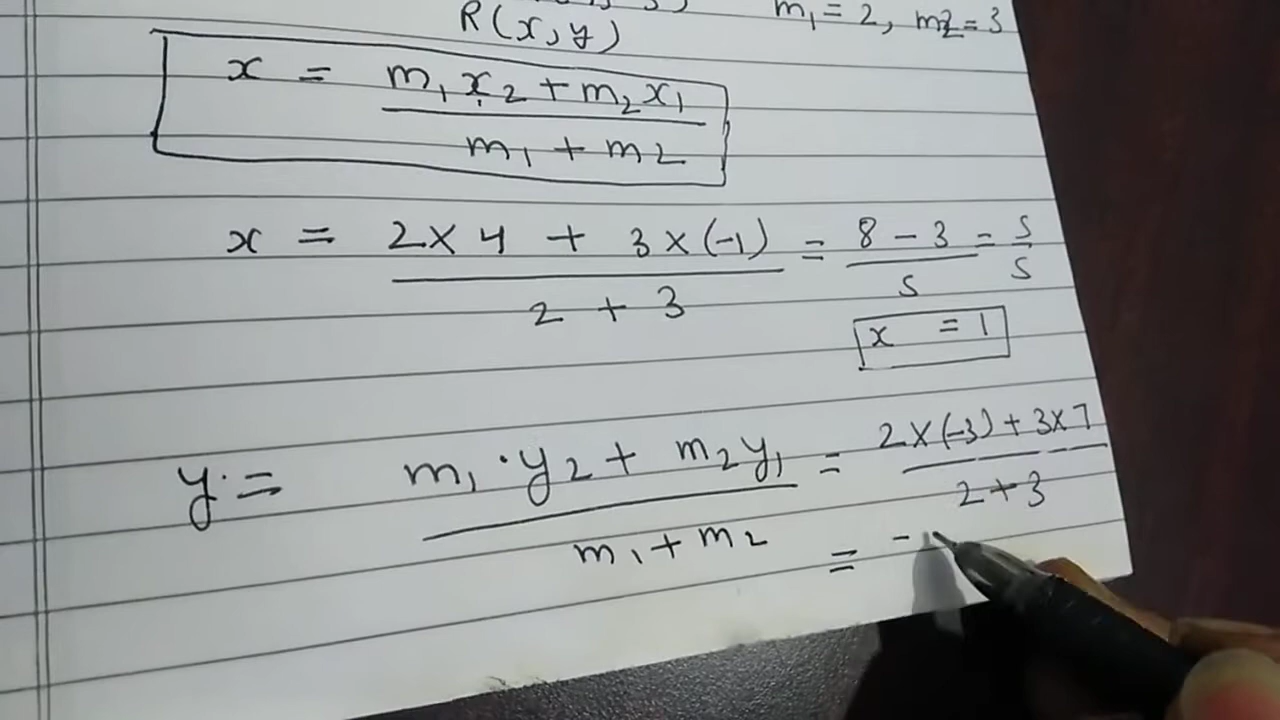 m₁ = 2, m2 = 3
R(x, y)
x = (m₁x₂ + m₂x₁)/(m₁ + m₂)
x = (2 × 4 + 3 × (-1))/(2 + 3) = (8 - 3)/5 = 5/5
x = 1
y = (m₁·y₂ + m₂y₁)/(m₁ + m₂) = (2 × (-3) + 3 × 7)/(2 + 3)
= -